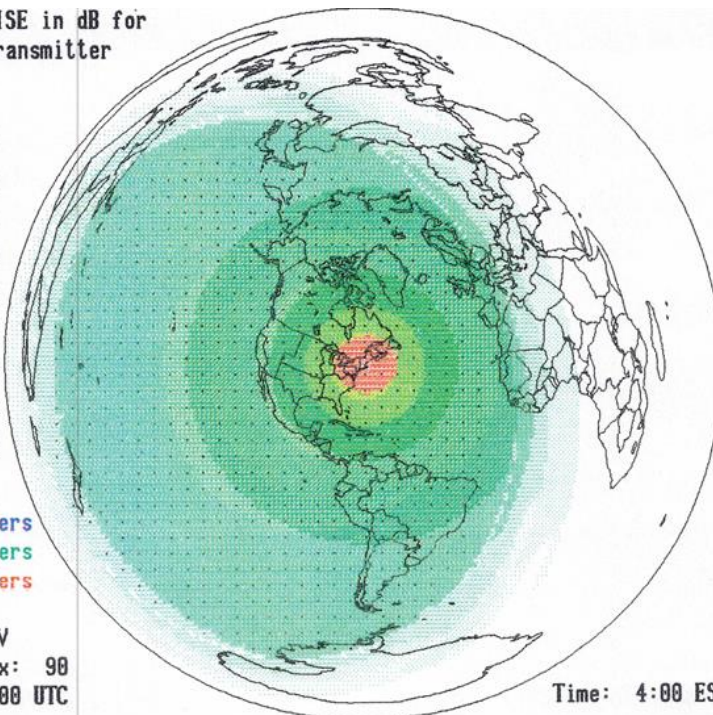 ISE in dB for
ransmitter
ers
ers
ers
V
x: 90
00 UTC
Time: 4:00 ES